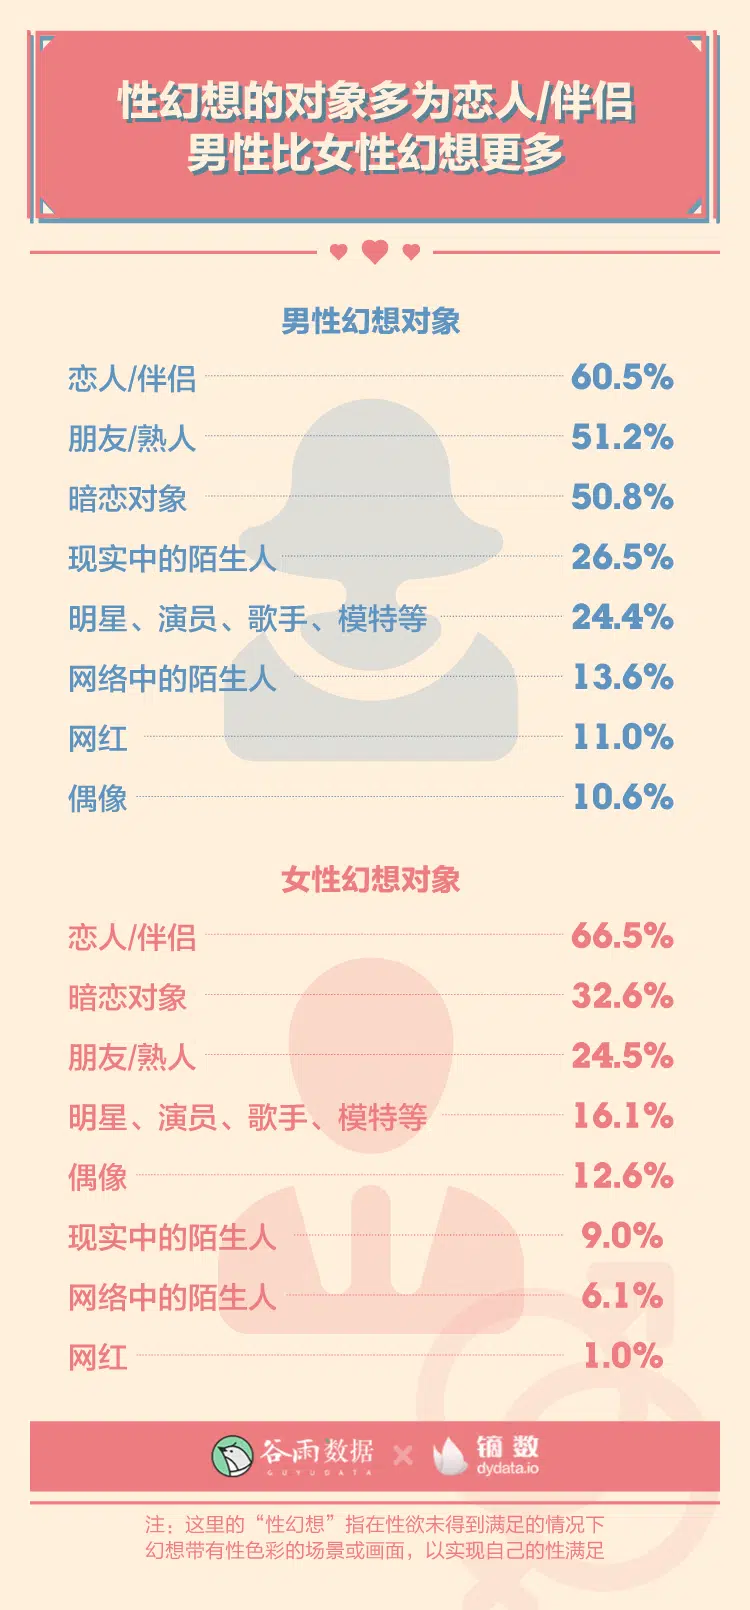 性幻想的对象多为恋人/伴侣
男性比女性幻想更多
男性幻想对象
恋人/伴侣 60.5%
朋友/熟人 51.2%
暗恋对象 50.8%
现实中的陌生人 26.5%
明星、演员、歌手、模特等 24.4%
网络中的陌生人 13.6%
网红 11.0%
偶像 10.6%
女性幻想对象
恋人/伴侣 66.5%
暗恋对象 32.6%
朋友/熟人 24.5%
明星、演员、歌手、模特等 16.1%
偶像 12.6%
现实中的陌生人 9.0%
网络中的陌生人 6.1%
网红 1.0%
谷雨数据 × 镝数
GUYUDATA dydata.io
注：这里的“性幻想”指在性欲未得到满足的情况下
幻想带有性色彩的场景或画面，以实现自己的性满足